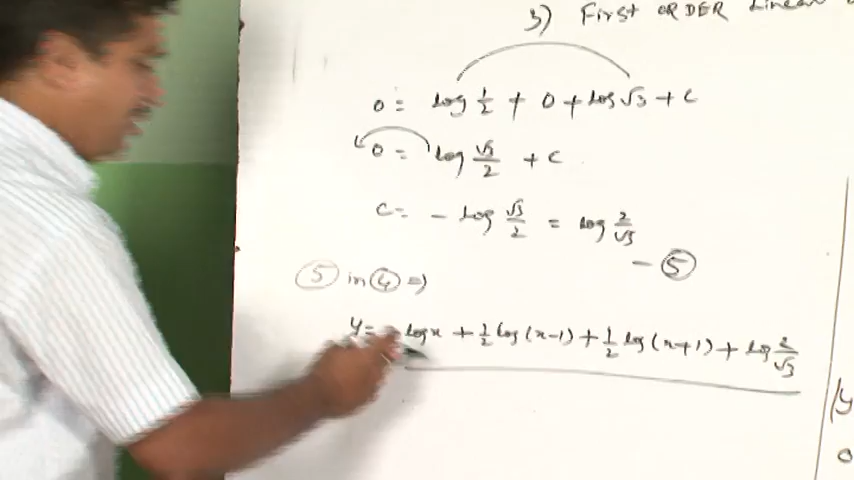 3) First ORDER Linear
0 = log 1/2 + 0 + log √3 + c
0 = log √3/2 + c
c = - log √3/2 = log 2/√3
- ⑤
⑤ in ④ ⇒
y = - log x + 1/2 log (x-1) + 1/2 log (x+1) + log 2/√3
(y
0